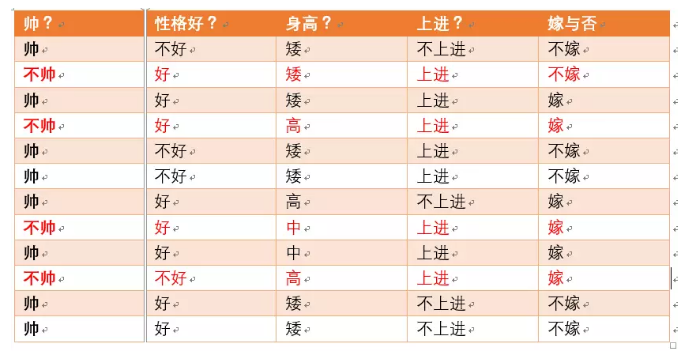 帅？ 性格好？ 身高？ 上进？ 嫁与否
帅 不好 矮 不上进 不嫁
不帅 好 矮 上进 不嫁
帅 好 矮 上进 嫁
不帅 好 高 上进 嫁
帅 不好 矮 上进 不嫁
帅 不好 矮 上进 不嫁
帅 好 高 不上进 嫁
不帅 好 中 上进 嫁
帅 好 中 上进 嫁
不帅 不好 高 上进 嫁
帅 好 矮 不上进 不嫁
帅 好 矮 不上进 不嫁